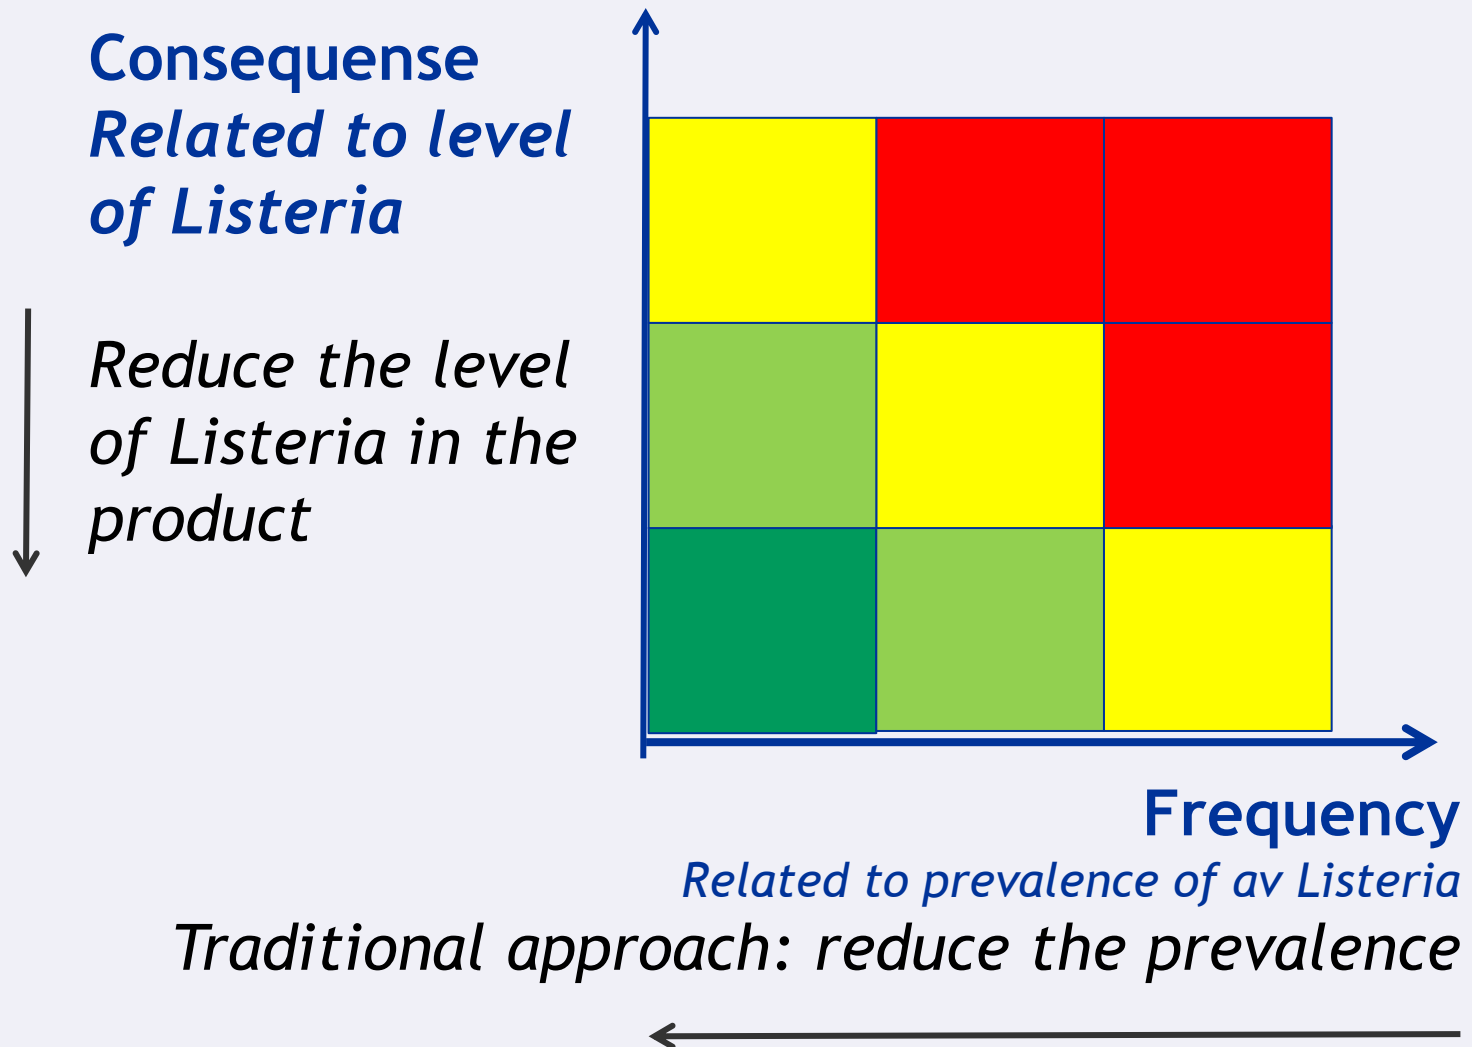 Consequense
Related to level
of Listeria
Reduce the level
of Listeria in the
product
Frequency
Related to prevalence of av Listeria
Traditional approach: reduce the prevalence